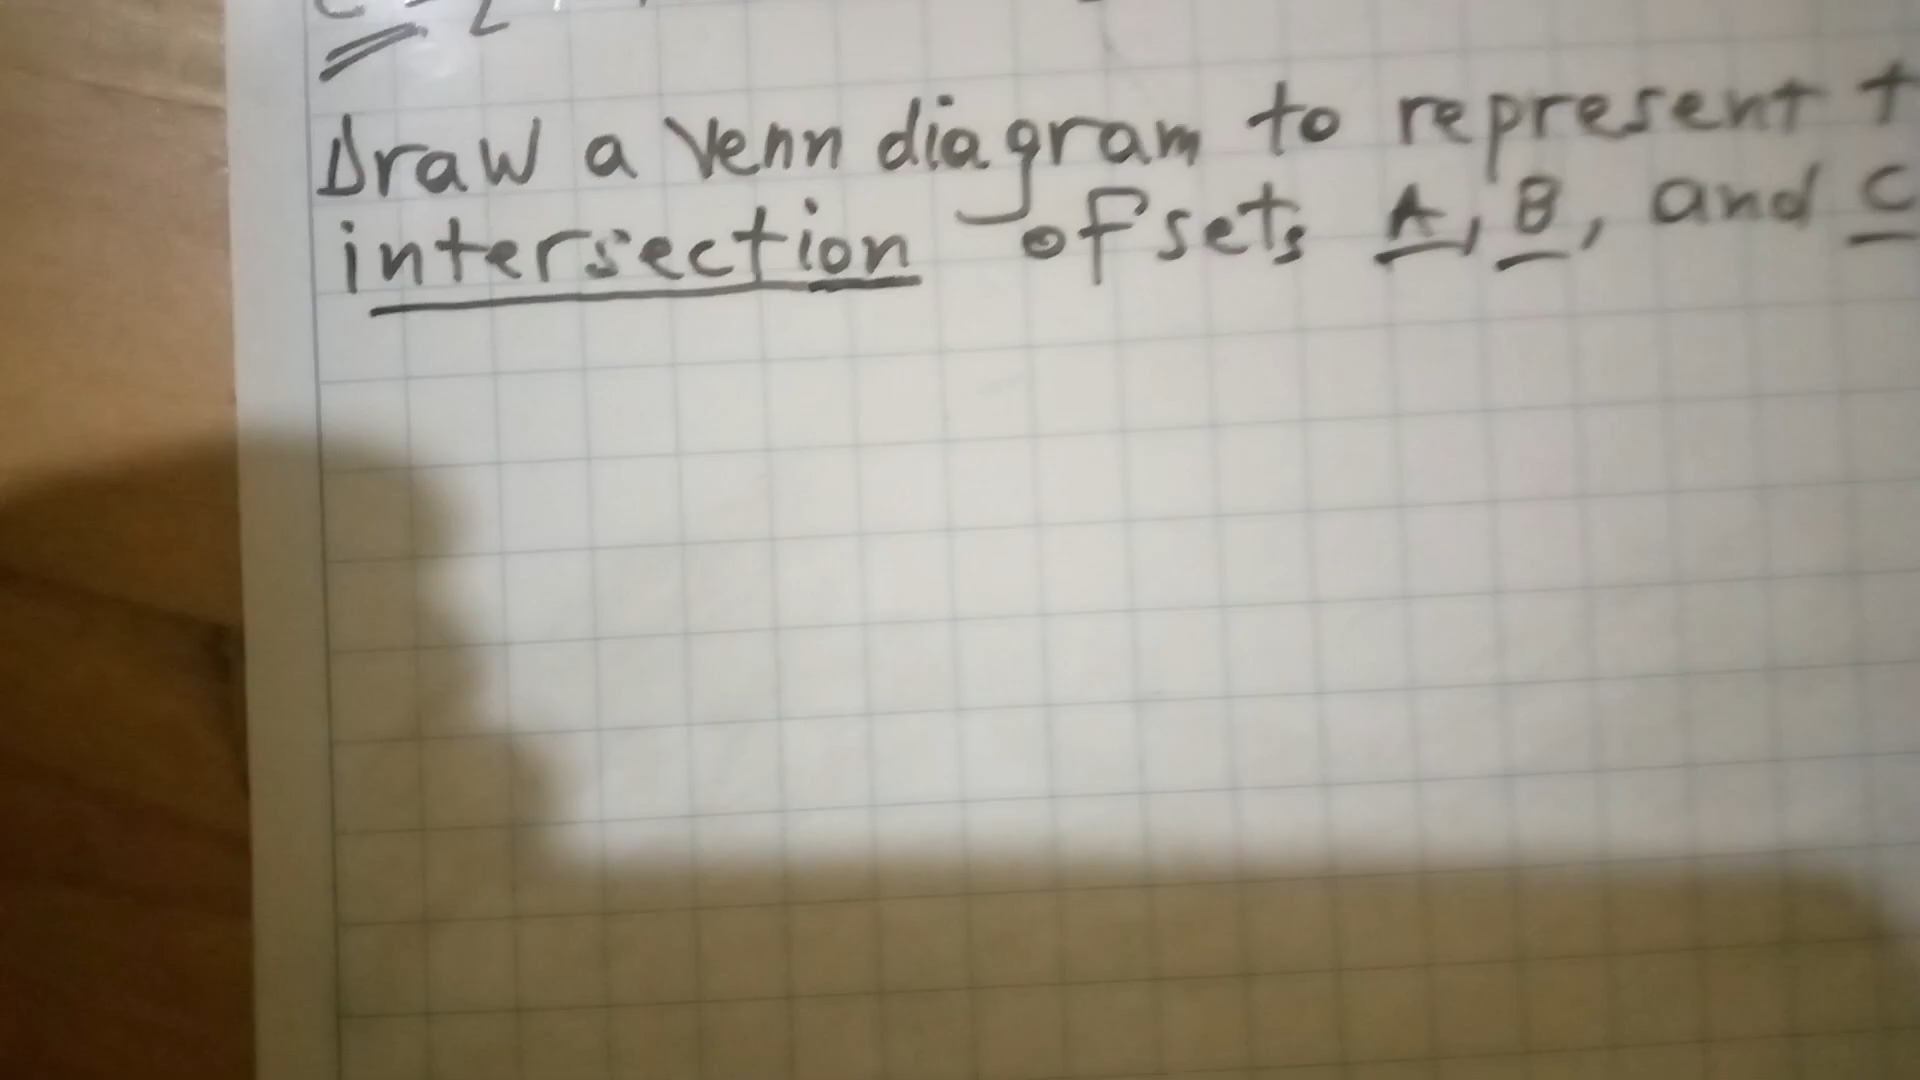 Draw a Venn diagram to represent t
intersection of sets A, B, and C